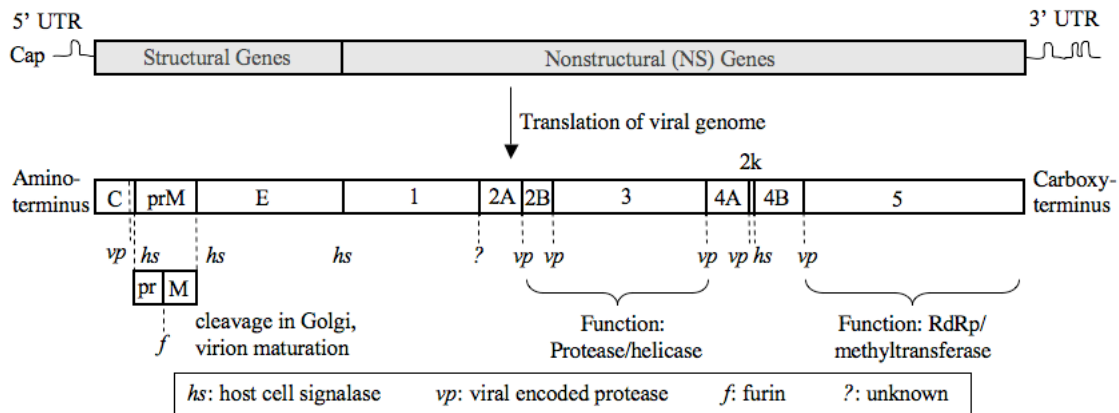 5’ UTR
3’ UTR
Cap
Structural Genes
Nonstructural (NS) Genes
Translation of viral genome
2k
Amino-
terminus
C
prM
E
1
2A
2B
3
4A
4B
5
Carboxy-
terminus
vp
hs
hs
hs
?
vp
vp
vp
vp
hs
vp
pr
M
f
cleavage in Golgi,
virion maturation
Function:
Protease/helicase
Function: RdRp/
methyltransferase
hs: host cell signalase vp: viral encoded protease f: furin ?: unknown